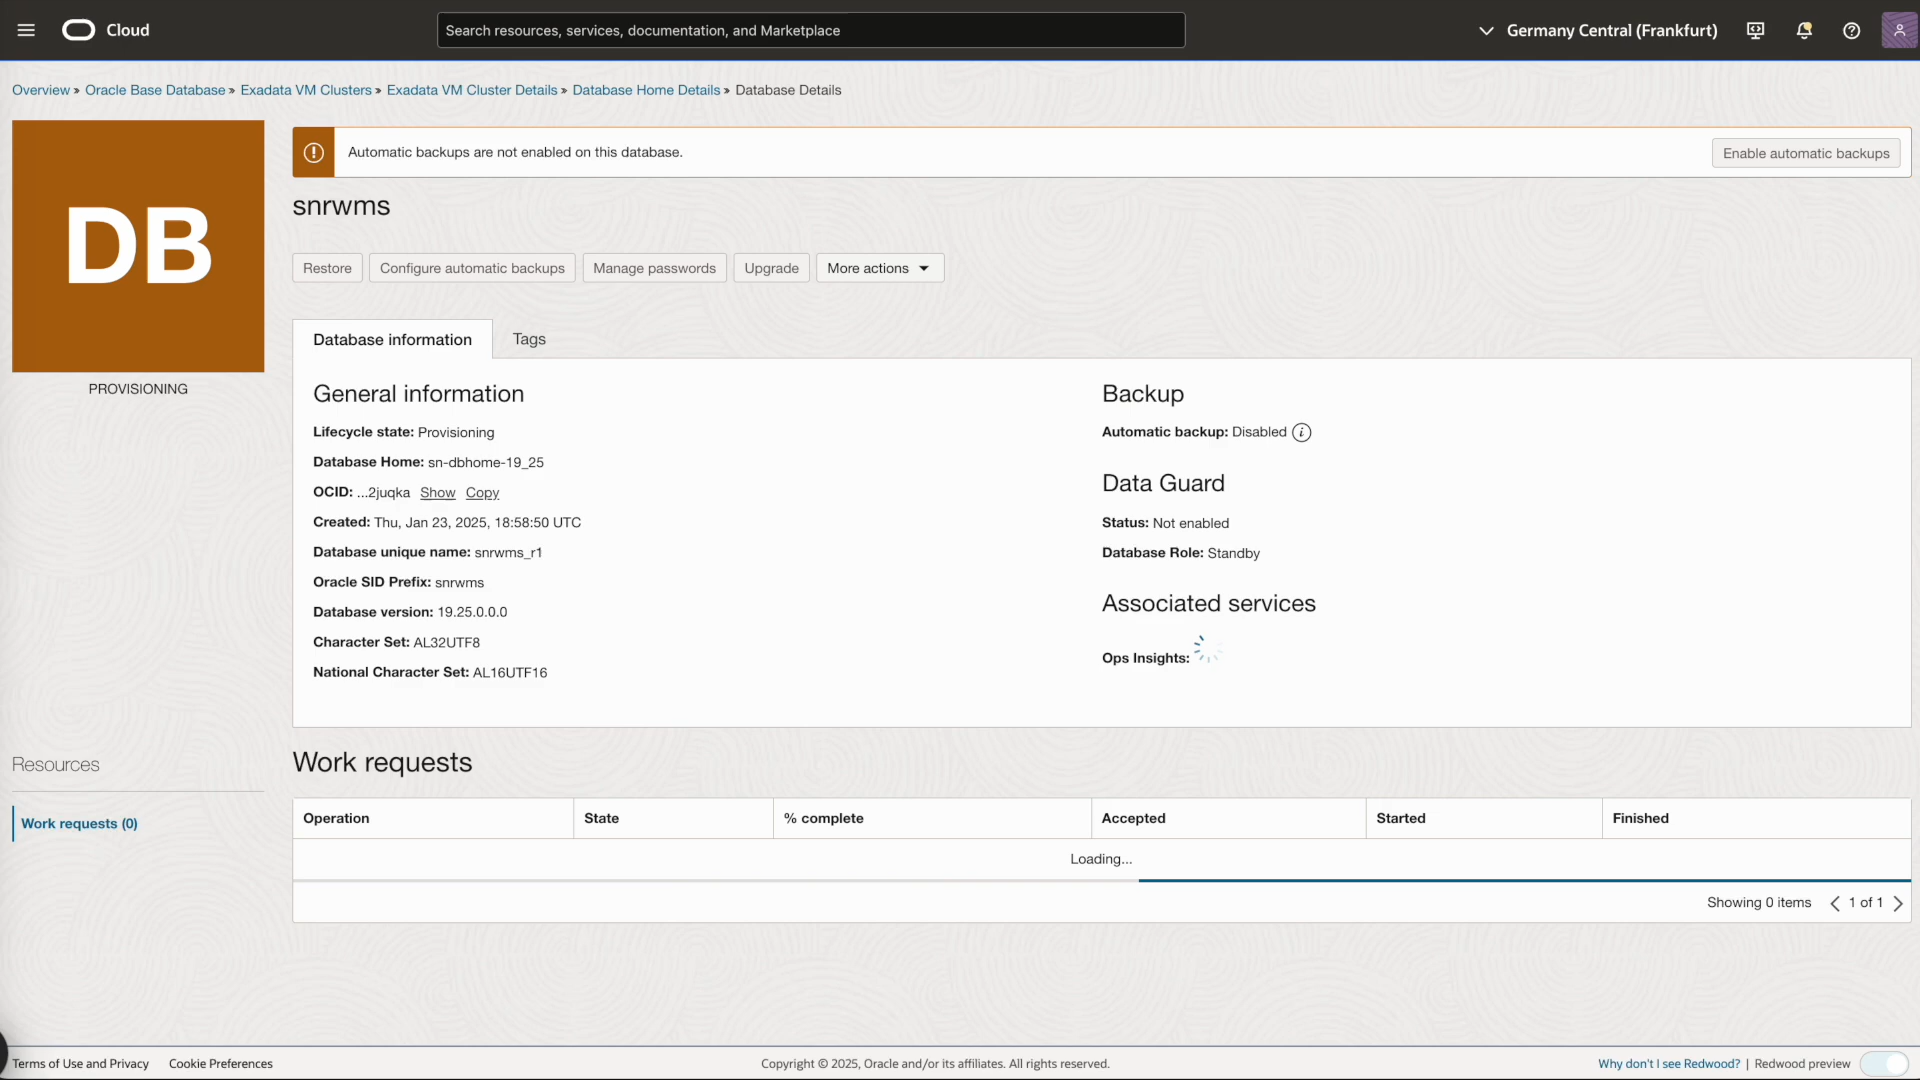 Cloud
Search resources, services, documentation, and Marketplace
Germany Central (Frankfurt)
Overview » Oracle Base Database » Exadata VM Clusters » Exadata VM Cluster Details » Database Home Details » Database Details
DB
PROVISIONING
Automatic backups are not enabled on this database.
Enable automatic backups
snrwms
Restore
Configure automatic backups
Manage passwords
Upgrade
More actions
Database information
Tags
General information
Lifecycle state: Provisioning
Database Home: sn-dbhome-19_25
OCID: ...2juqka Show Copy
Created: Thu, Jan 23, 2025, 18:58:50 UTC
Database unique name: snrwms_r1
Oracle SID Prefix: snrwms
Database version: 19.25.0.0.0
Character Set: AL32UTF8
National Character Set: AL16UTF16
Backup
Automatic backup: Disabled
Data Guard
Status: Not enabled
Database Role: Standby
Associated services
Ops Insights:
Resources
Work requests (0)
Work requests
Operation State % complete Accepted Started Finished
Loading...
Showing 0 items 1 of 1
Terms of Use and Privacy Cookie Preferences
Copyright © 2025, Oracle and/or its affiliates. All rights reserved.
Why don't I see Redwood? | Redwood preview